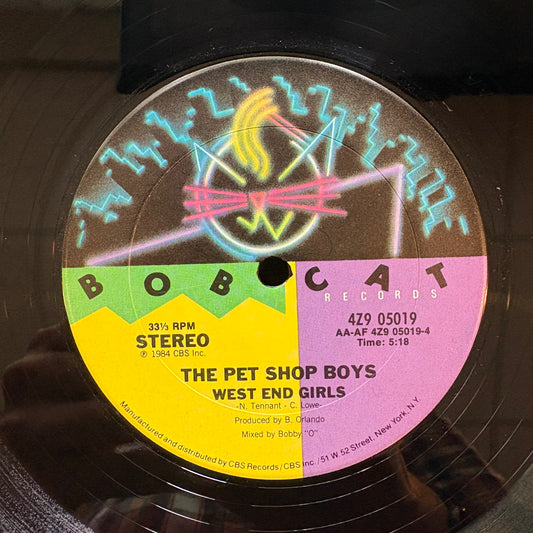 BOBCAT
RECORDS
33⅓ RPM
STEREO
℗ 1984 CBS Inc.
4Z9 05019
AA-AF 4Z9 05019-4
Time: 5:18
THE PET SHOP BOYS
WEST END GIRLS
-N. Tennant - C. Lowe-
Produced by B. Orlando
Mixed by Bobby "O"
Manufactured and distributed by CBS Records/CBS Inc./51 W. 52 Street, New York, N.Y.